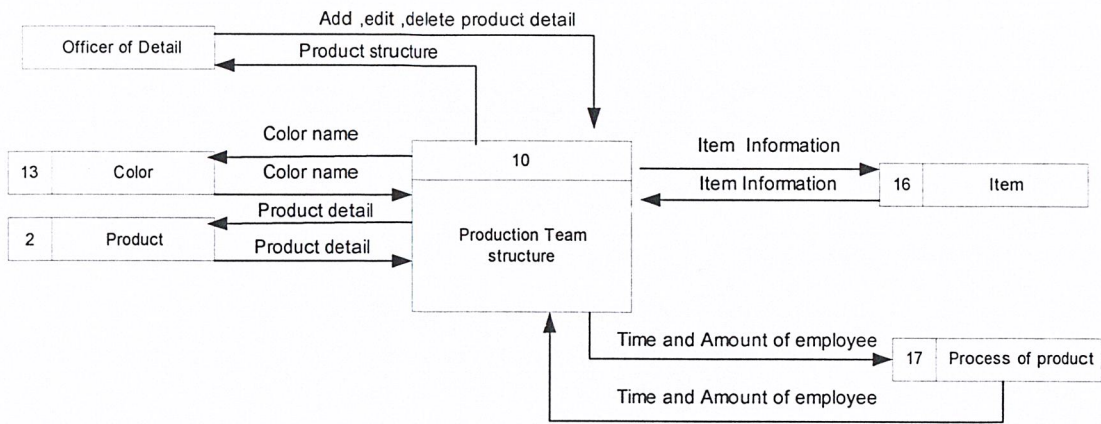 Add ,edit ,delete product detail
Officer of Detail
Product structure
Color name
13 Color
Color name
Product detail
2 Product
Product detail
10
Production Team
structure
Item Information
Item Information
16 Item
Time and Amount of employee
17 Process of product
Time and Amount of employee